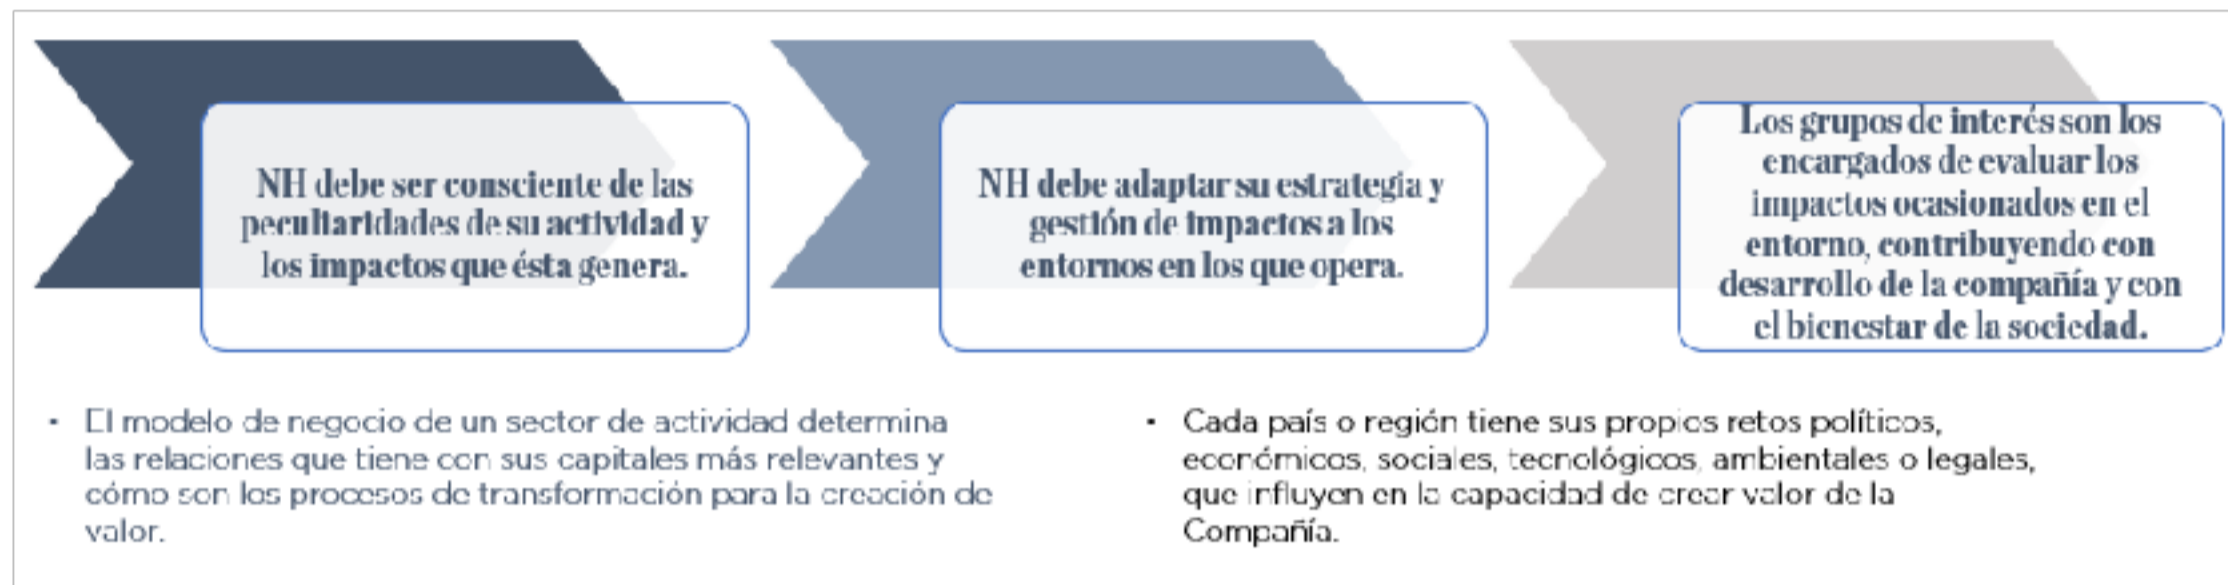 NH debe ser consciente de las
peculiaridades de su actividad y
los impactos que ésta genera.
NH debe adaptar su estrategia y
gestión de impactos a los
entornos en los que opera.
Los grupos de interés son los
encargados de evaluar los
impactos ocasionados en el
entorno, contribuyendo con
desarrollo de la compañía y con
el bienestar de la sociedad.
• El modelo de negocio de un sector de actividad determina
las relaciones que tiene con sus capitales más relevantes y
cómo son los procesos de transformación para la creación de
valor.
• Cada país o región tiene sus propios retos políticos,
económicos, sociales, tecnológicos, ambientales o legales,
que influyen en la capacidad de crear valor de la
Compañía.